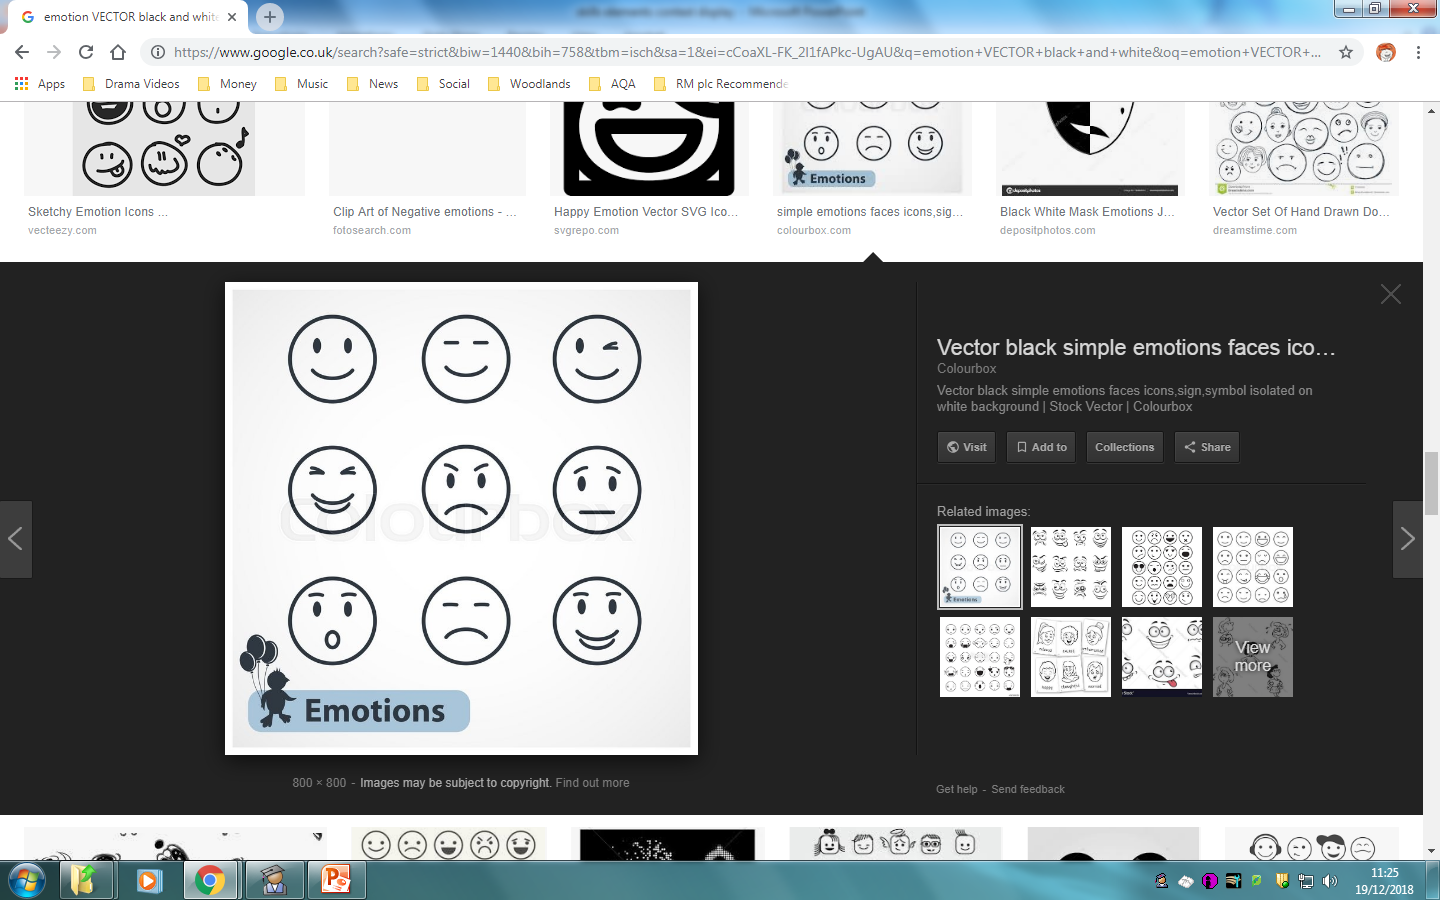 emotion VECTOR black and white
https://www.google.co.uk/search?safe=strict&biw=1440&bih=758&tbm=isch&sa=1&ei=cCoaXL-FK_2I1fAPkc-UgAU&q=emotion+VECTOR+black+and+white&oq=emotion+VECTOR+...
Apps Drama Videos Money Music News Social Woodlands AQA RM plc Recommende
Emotions
depositphotos
Sketchy Emotion Icons ... Clip Art of Negative emotions - ... Happy Emotion Vector SVG Ico... simple emotions faces icons,sig... Black White Mask Emotions J... Vector Set Of Hand Drawn Do...
vecteezy.com fotosearch.com svgrepo.com colourbox.com depositphotos.com dreamstime.com
Colourbox
Emotions
800 × 800 - Images may be subject to copyright. Find out more
Vector black simple emotions faces ico...
Colourbox
Vector black simple emotions faces icons,sign,symbol isolated on
white background | Stock Vector | Colourbox
Visit Add to Collections Share
Related images:
Emotions
View
more
Get help - Send feedback
11:25
19/12/2018